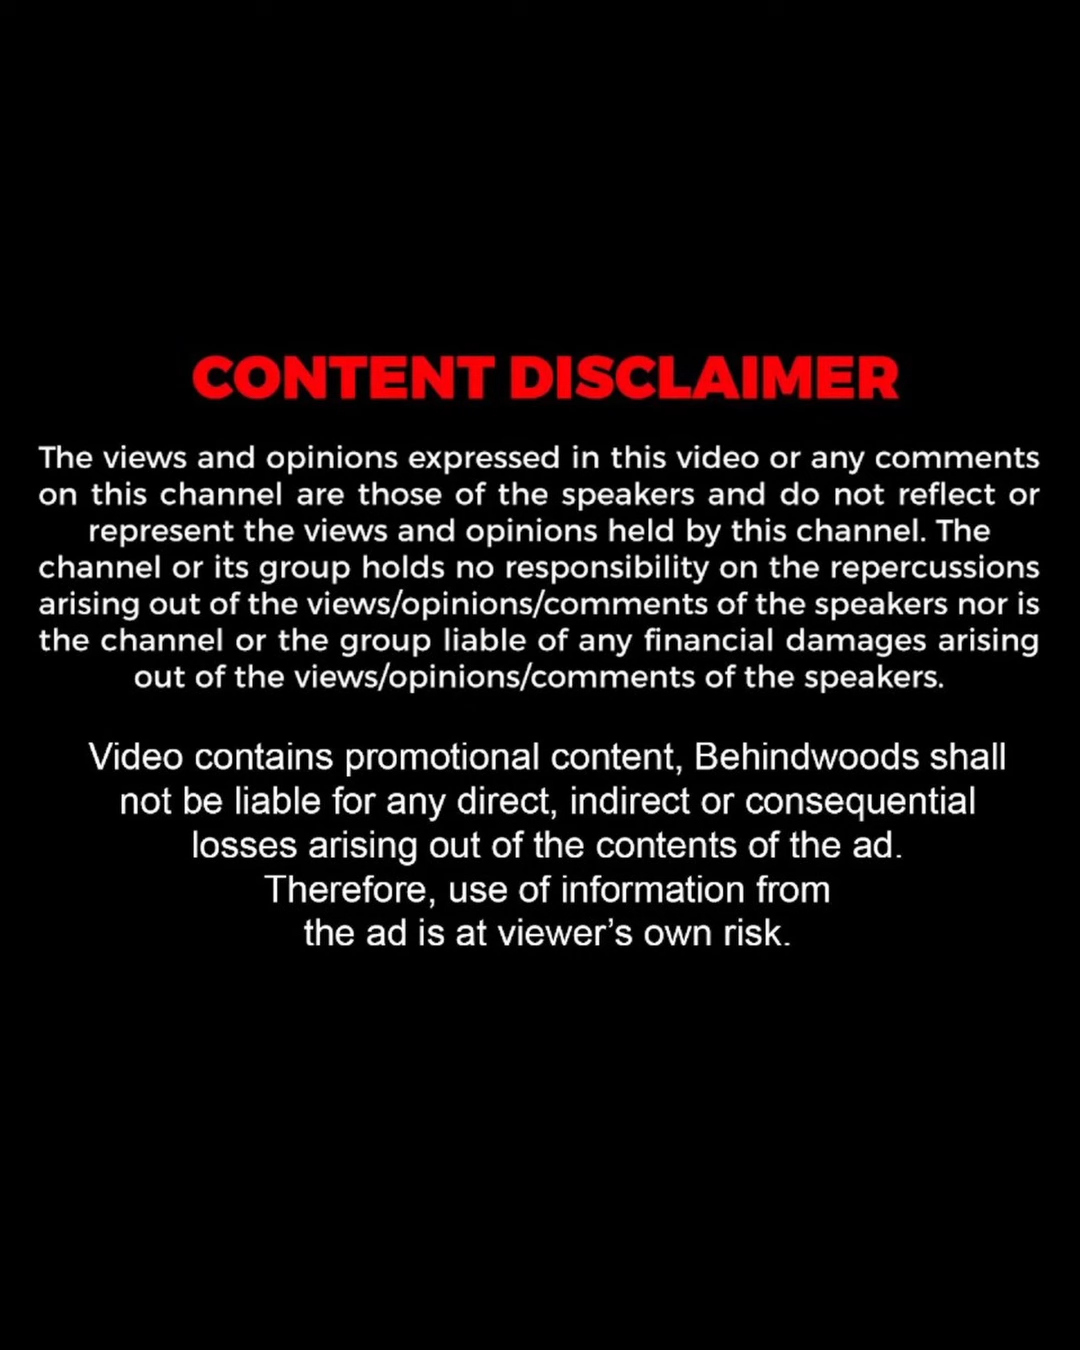 CONTENT DISCLAIMER
The views and opinions expressed in this video or any comments
on this channel are those of the speakers and do not reflect or
represent the views and opinions held by this channel. The
channel or its group holds no responsibility on the repercussions
arising out of the views/opinions/comments of the speakers nor is
the channel or the group liable of any financial damages arising
out of the views/opinions/comments of the speakers.
Video contains promotional content, Behindwoods shall
not be liable for any direct, indirect or consequential
losses arising out of the contents of the ad.
Therefore, use of information from
the ad is at viewer’s own risk.